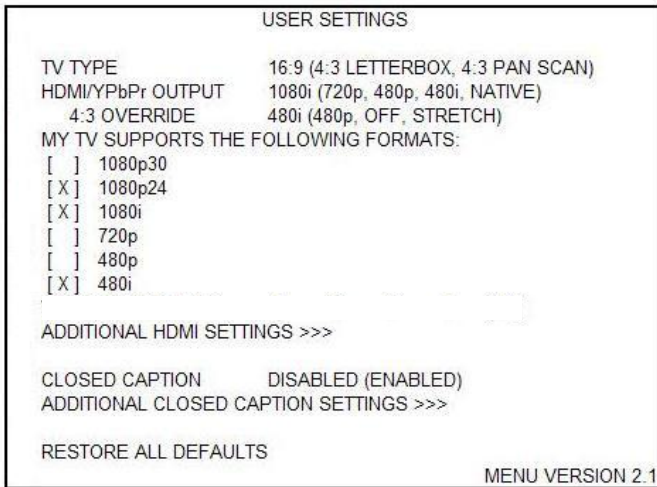 USER SETTINGS
TV TYPE 16:9 (4:3 LETTERBOX, 4:3 PAN SCAN)
HDMI/YPbPr OUTPUT 1080i (720p, 480p, 480i, NATIVE)
4:3 OVERRIDE 480i (480p, OFF, STRETCH)
MY TV SUPPORTS THE FOLLOWING FORMATS:
[ ] 1080p30
[ X ] 1080p24
[ X ] 1080i
[ ] 720p
[ ] 480p
[ X ] 480i
ADDITIONAL HDMI SETTINGS >>>
CLOSED CAPTION DISABLED (ENABLED)
ADDITIONAL CLOSED CAPTION SETTINGS >>>
RESTORE ALL DEFAULTS
MENU VERSION 2.1